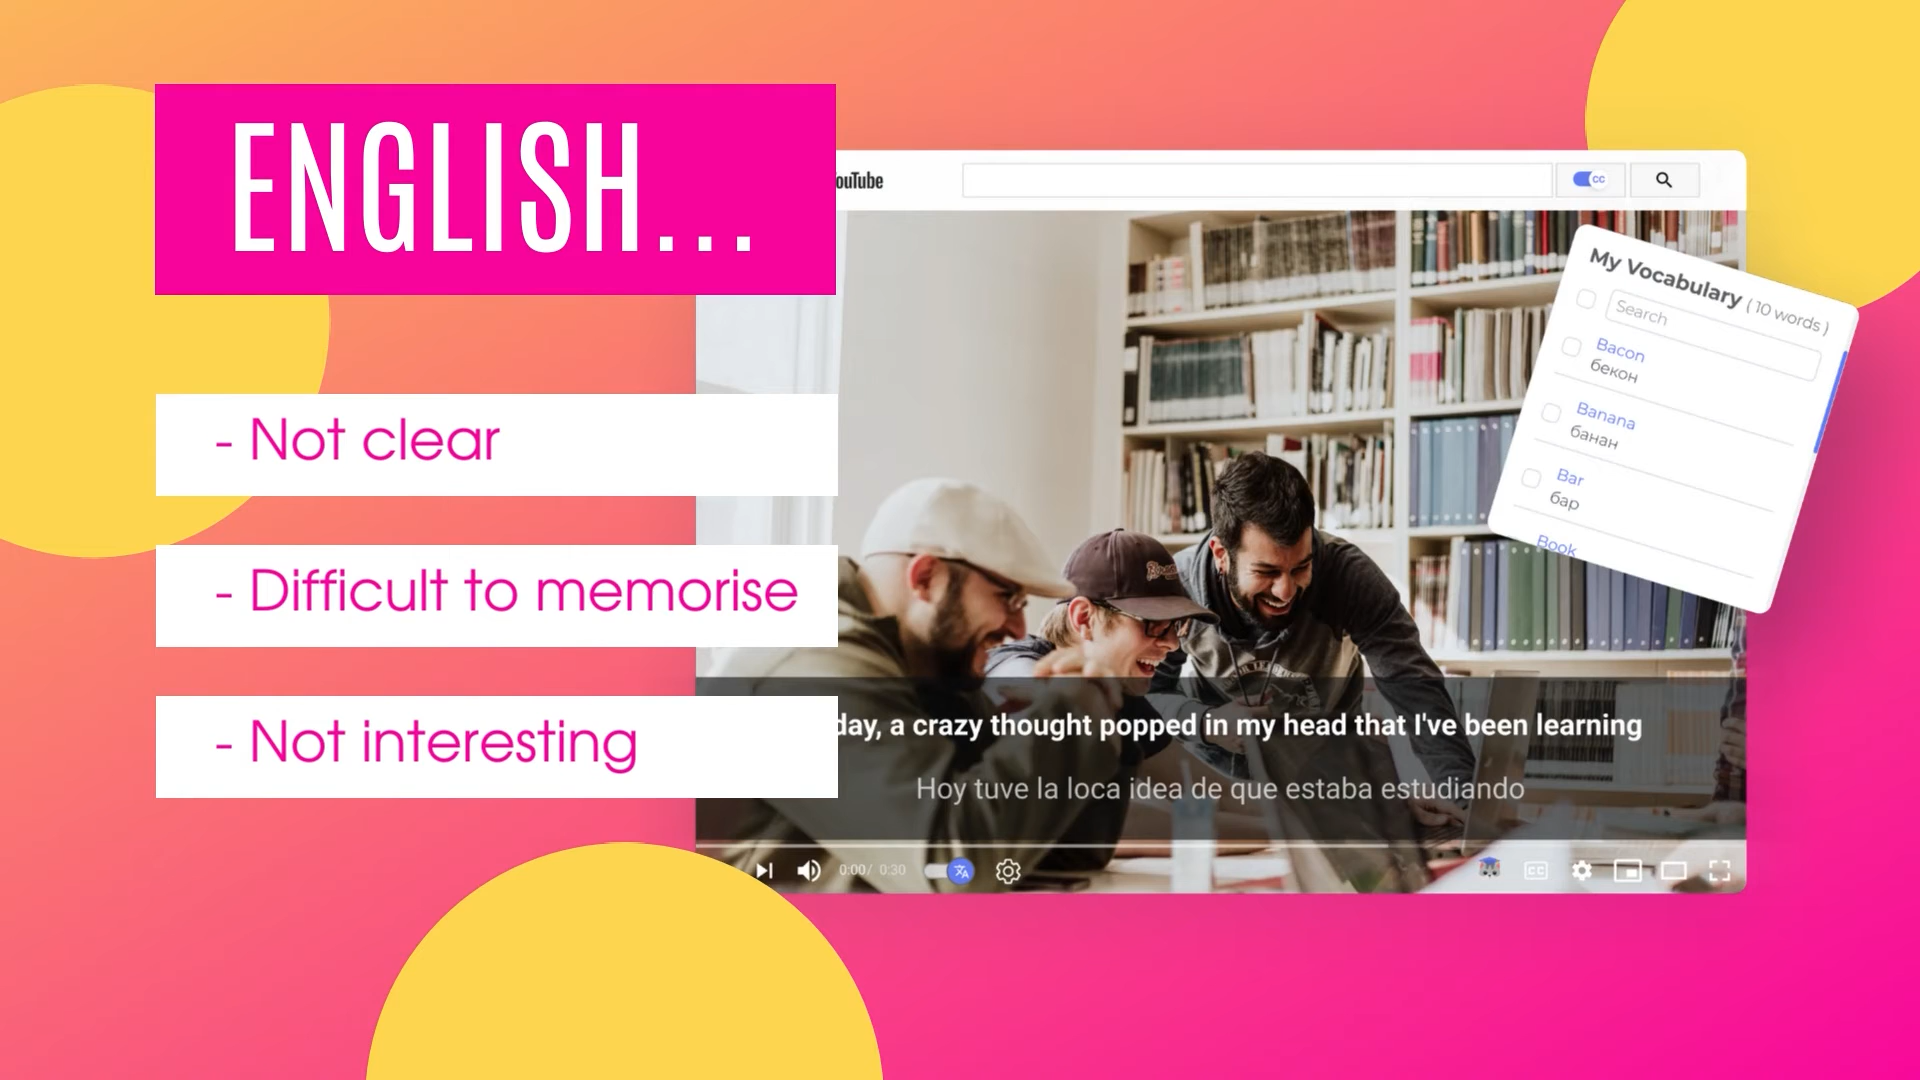 ENGLISH...
- Not clear
- Difficult to memorise
- Not interesting
ouTube
cc
My Vocabulary ( 10 words )
Search
Bacon
бекон
Banana
банан
Bar
бар
Book
day, a crazy thought popped in my head that I've been learning
Hoy tuve la loca idea de que estaba estudiando
0:00/ 0:30
CC